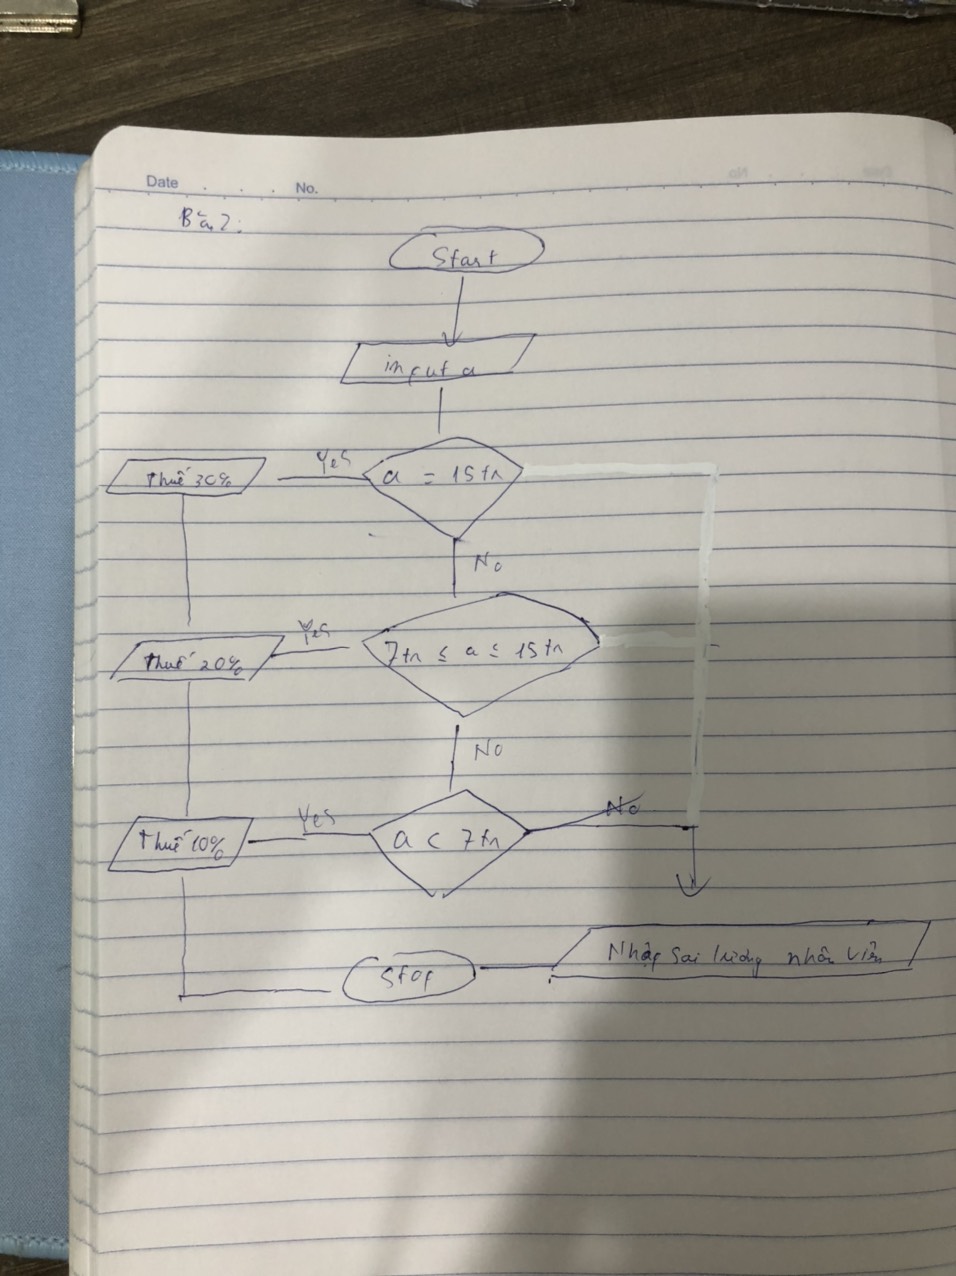 Date No.
Bài 2:
Start
input a
Thuế 30% Yes a = 15tr
No
Thuế 20% Yes 7tr ≤ a ≤ 15tr
No
Thuế 10% Yes a < 7tr No
Stop Nhập sai lương nhân viên